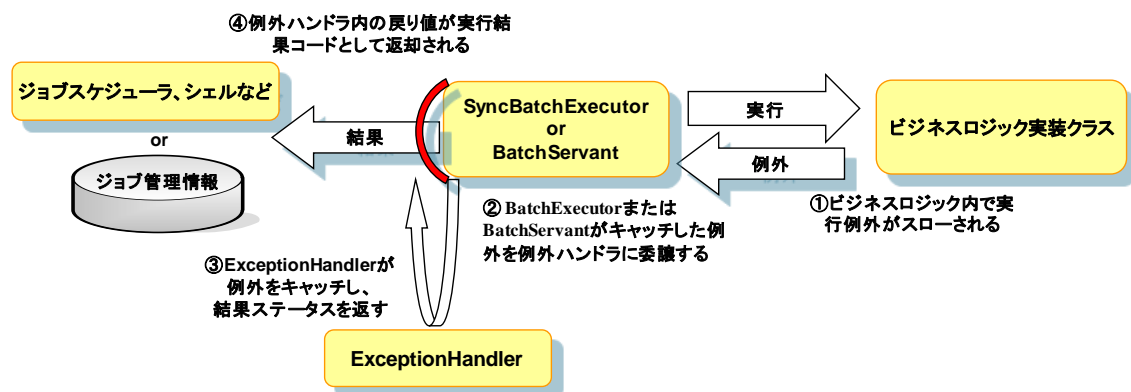 ④例外ハンドラ内の戻り値が実行結
果コードとして返却される
ジョブスケジューラ、シェルなど
or
ジョブ管理情報
結果
SyncBatchExecutor
or
BatchServant
実行
例外
ビジネスロジック実装クラス
①ビジネスロジック内で実
行例外がスローされる
② BatchExecutorまたは
BatchServantがキャッチした例
外を例外ハンドラに委譲する
③ExceptionHandlerが
例外をキャッチし、
結果ステータスを返す
ExceptionHandler